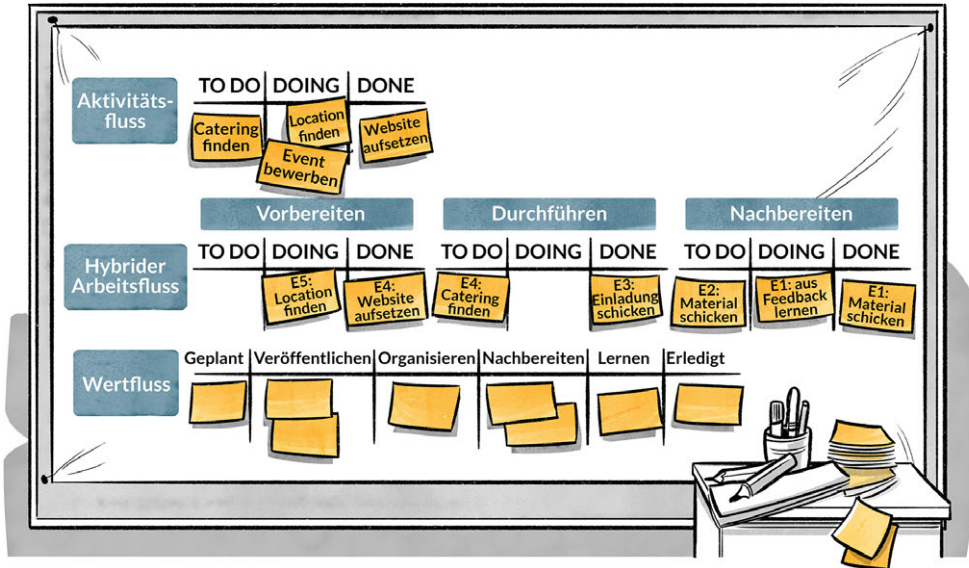 Aktivitäts-
fluss
TO DO DOING DONE
Catering
finden
Location
finden
Event
bewerben
Website
aufsetzen
Vorbereiten Durchführen Nachbereiten
Hybrider
Arbeitsfluss
TO DO DOING DONE TO DO DOING DONE TO DO DOING DONE
E5:
Location
finden
E4:
Website
aufsetzen
E4:
Catering
finden
E3:
Einladung
schicken
E2:
Material
schicken
E1: aus
Feedback
lernen
E1:
Material
schicken
Wertfluss
Geplant Veröffentlichen Organisieren Nachbereiten Lernen Erledigt